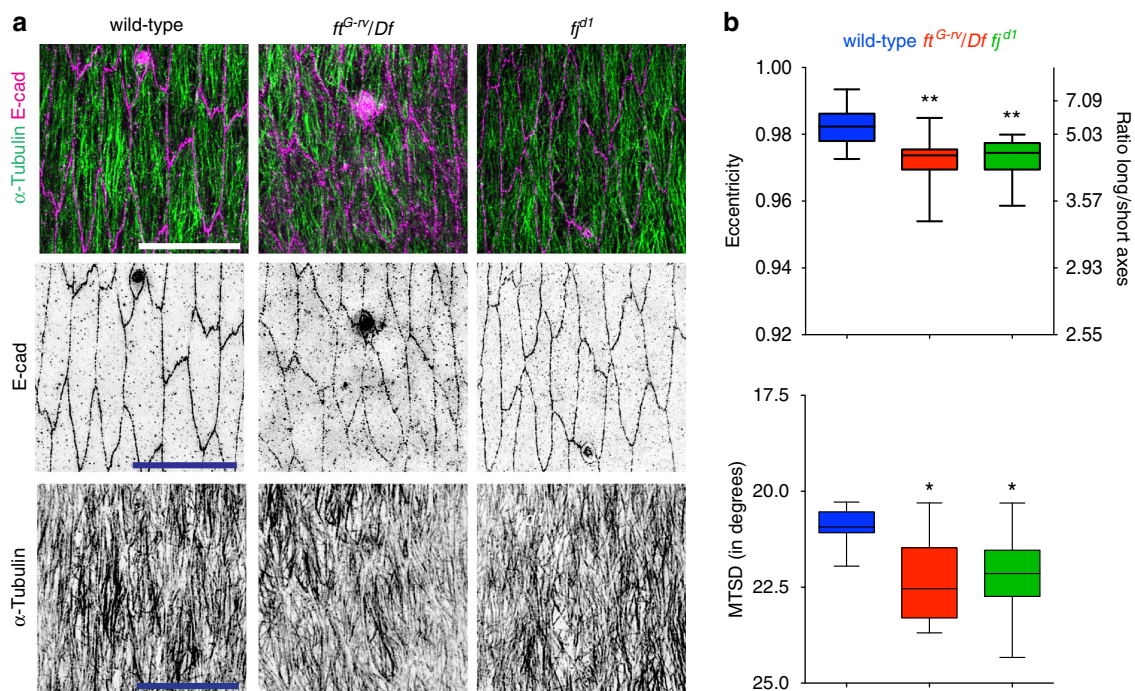 a
wild-type
ft^G-rv/Df
fj^d1
α-Tubulin E-cad
E-cad
α-Tubulin
b
wild-type ft^G-rv/Df fj^d1
Eccentricity
1.00
0.98
0.96
0.94
0.92
**
**
7.09
5.03
3.57
2.93
2.55
Ratio long/short axes
MTSD (in degrees)
17.5
20.0
22.5
25.0
*
*